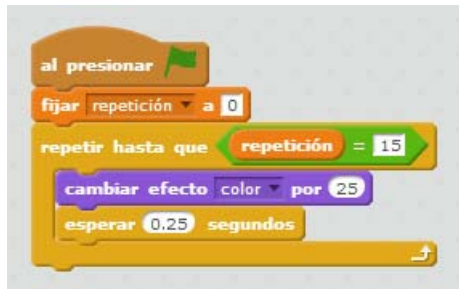 al presionar
fijar repetición a 0
repetir hasta que repetición = 15
cambiar efecto color por 25
esperar 0.25 segundos